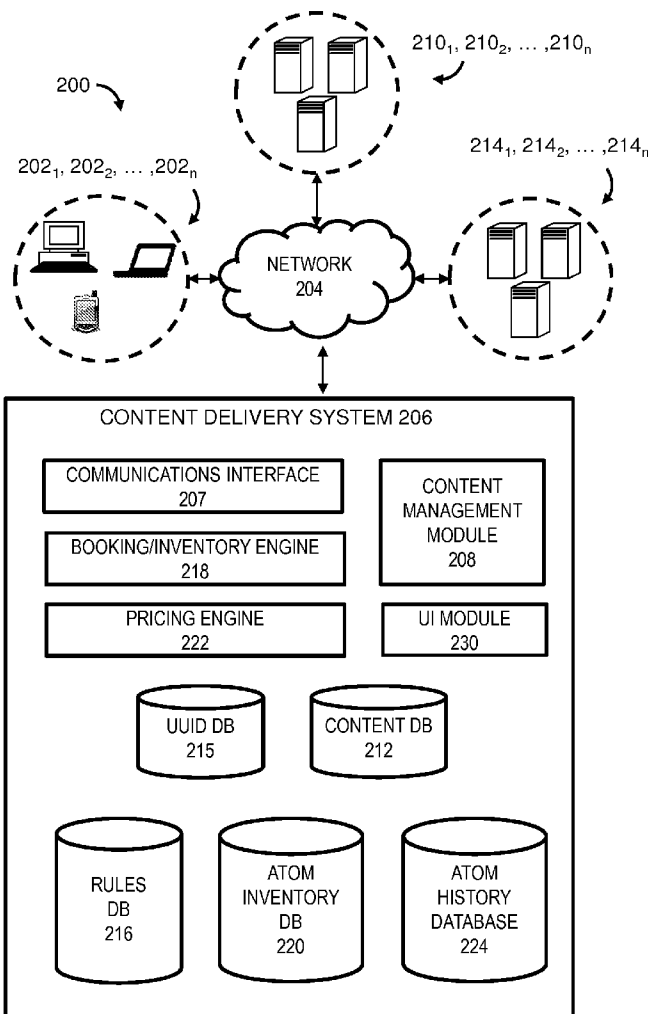 210₁, 210₂, … ,210ₙ
200
202₁, 202₂, … ,202ₙ
214₁, 214₂, … ,214ₙ
NETWORK
204
CONTENT DELIVERY SYSTEM 206
COMMUNICATIONS INTERFACE
207
CONTENT
MANAGEMENT
MODULE
208
BOOKING/INVENTORY ENGINE
218
PRICING ENGINE
222
UI MODULE
230
UUID DB
215
CONTENT DB
212
RULES
DB
216
ATOM
INVENTORY
DB
220
ATOM
HISTORY
DATABASE
224